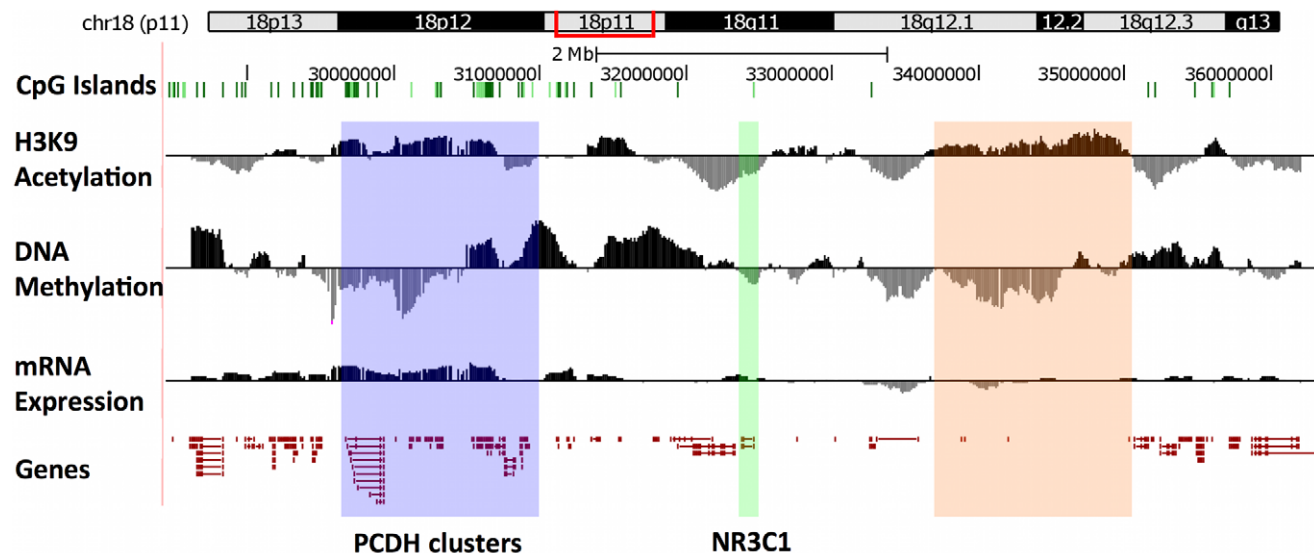 chr18 (p11) 18p13 18p12 18p11 18q11 18q12.1 12.2 18q12.3 q13
2 Mb
CpG Islands 30000000 31000000 32000000 33000000 34000000 35000000 36000000
H3K9
Acetylation
DNA
Methylation
mRNA
Expression
Genes
PCDH clusters NR3C1